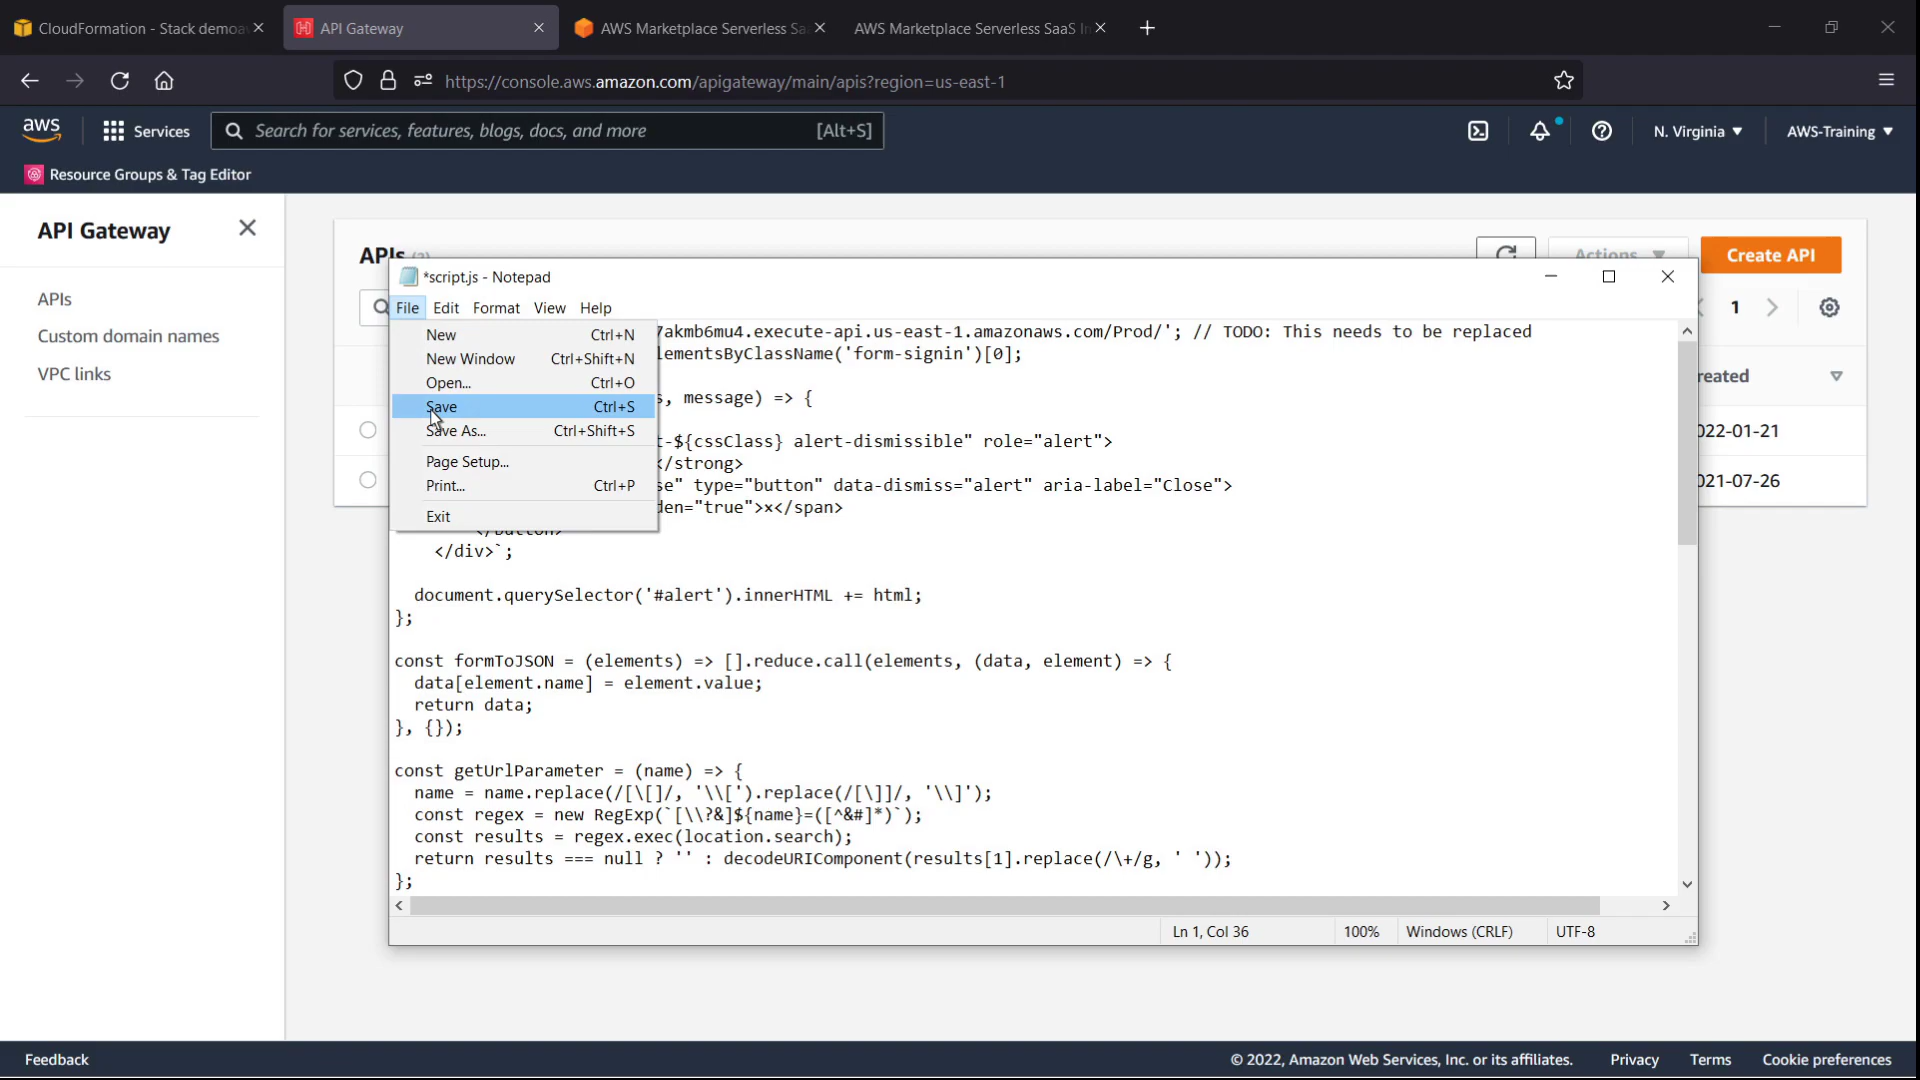 CloudFormation - Stack demoa
API Gateway
AWS Marketplace Serverless Sa
AWS Marketplace Serverless SaaS In
https://console.aws.amazon.com/apigateway/main/apis?region=us-east-1
aws
Services
Search for services, features, blogs, docs, and more
[Alt+S]
N. Virginia
AWS-Training
Resource Groups & Tag Editor
API Gateway
APIs
Custom domain names
VPC links
APIs
Actions
Create API
1
reated
022-01-21
021-07-26
*script.js - Notepad
File Edit Format View Help
New Ctrl+N
New Window Ctrl+Shift+N
Open... Ctrl+O
Save Ctrl+S
Save As... Ctrl+Shift+S
Page Setup...
Print... Ctrl+P
Exit
7akmb6mu4.execute-api.us-east-1.amazonaws.com/Prod/'; // TODO: This needs to be replaced
lementsByClassName('form-signin')[0];
s, message) => {
t-${cssClass} alert-dismissible" role="alert">
</strong>
se" type="button" data-dismiss="alert" aria-label="Close">
den="true">×</span>
</button>
</div>`;
document.querySelector('#alert').innerHTML += html;
};
const formToJSON = (elements) => [].reduce.call(elements, (data, element) => {
data[element.name] = element.value;
return data;
}, {});
const getUrlParameter = (name) => {
name = name.replace(/[\[]/, '\\[').replace(/[\]]/, '\\]');
const regex = new RegExp(`[\\?&]${name}=([^&#]*)`);
const results = regex.exec(location.search);
return results === null ? '' : decodeURIComponent(results[1].replace(/\+/g, ' '));
};
Ln 1, Col 36
100%
Windows (CRLF)
UTF-8
Feedback
© 2022, Amazon Web Services, Inc. or its affiliates.
Privacy
Terms
Cookie preferences